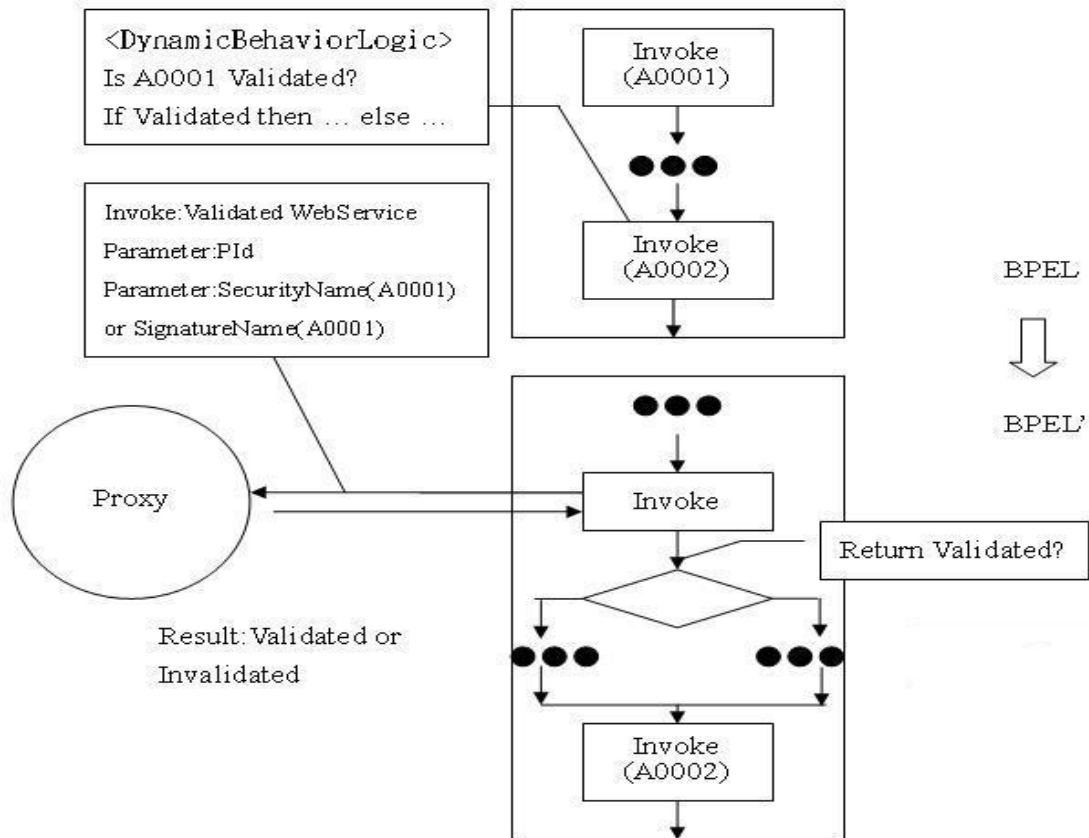 <DynamicBehaviorLogic>
Is A0001 Validated?
If Validated then ... else ...
Invoke
(A0001)
Invoke:Validated WebService
Parameter:PId
Parameter:SecurityName(A0001)
or SignatureName(A0001)
Invoke
(A0002)
BPEL
BPEL'
Proxy
Invoke
Return Validated?
Result:Validated or
Invalidated
Invoke
(A0002)